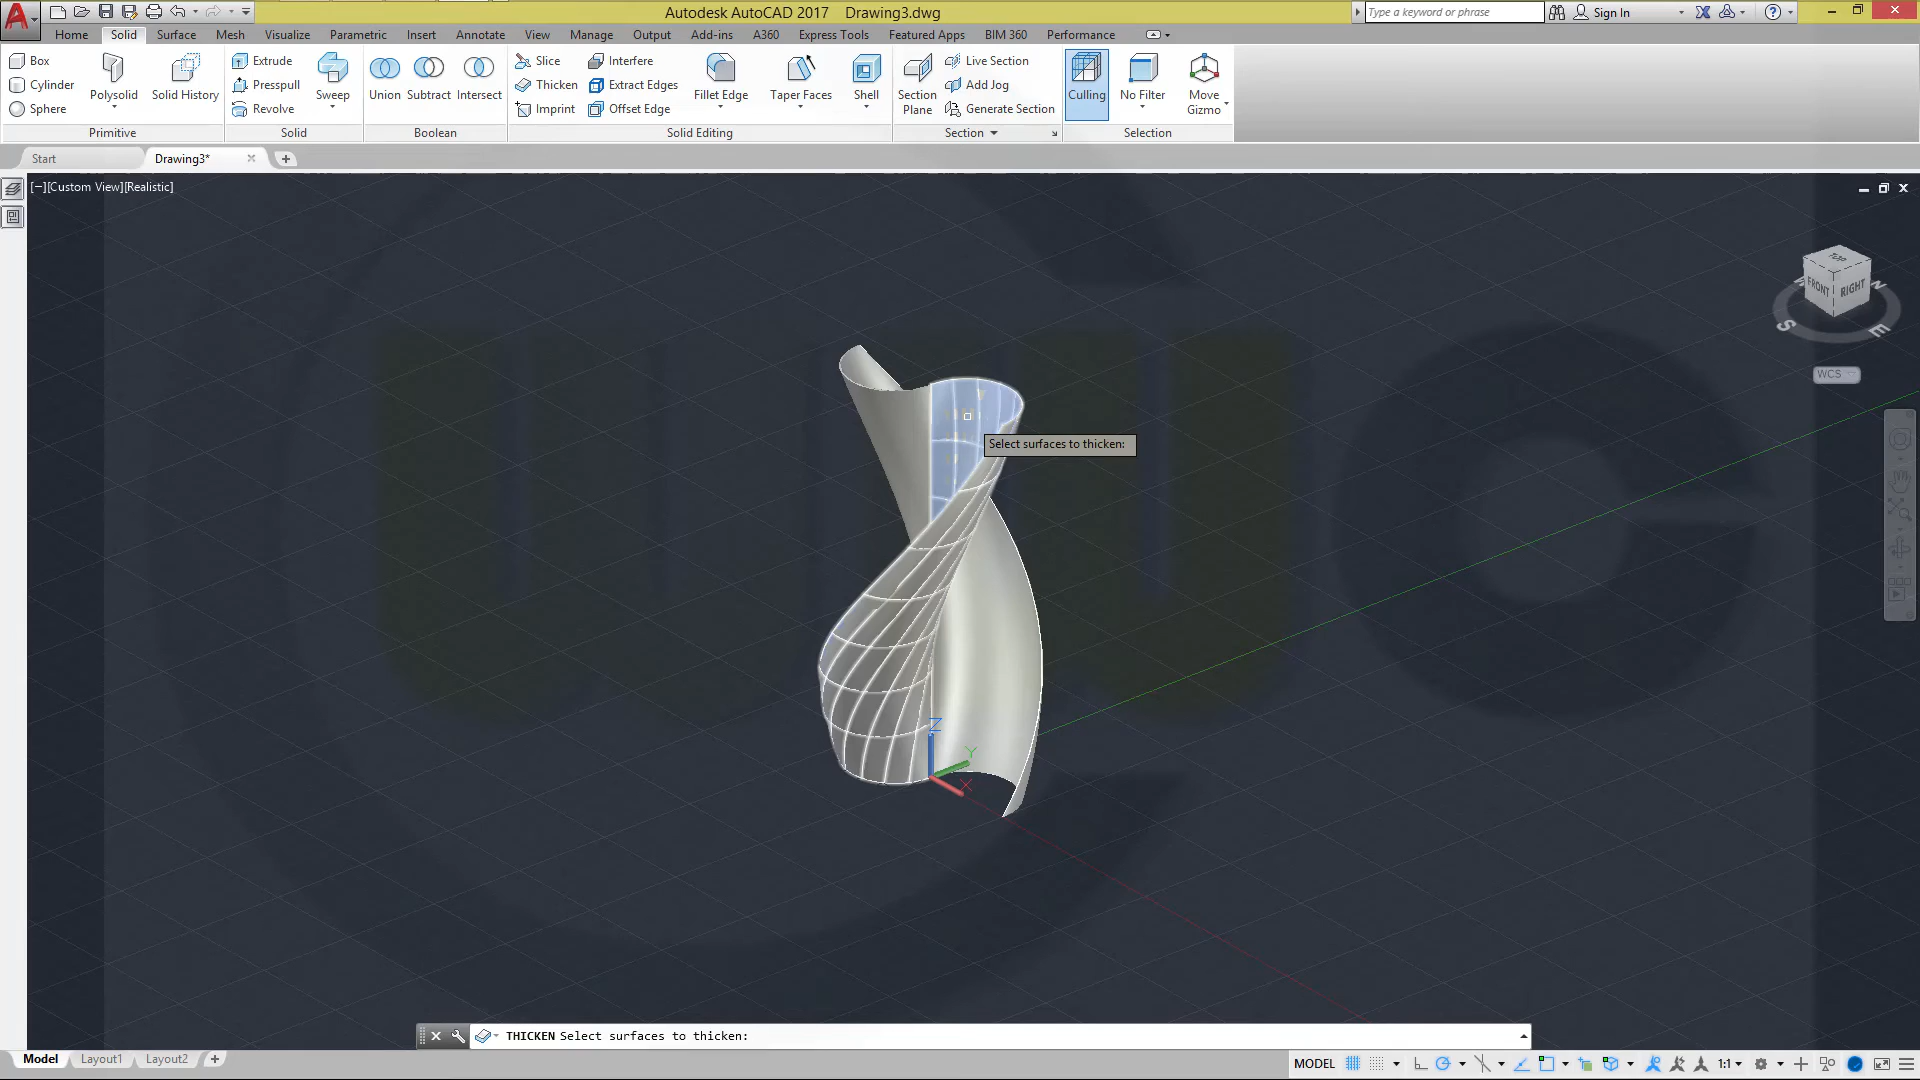 Autodesk AutoCAD 2017 Drawing3.dwg
Type a keyword or phrase
Sign In
Home Solid Surface Mesh Visualize Parametric Insert Annotate View Manage Output Add-ins A360 Express Tools Featured Apps BIM 360 Performance
Box
Cylinder
Sphere
Polysolid
Solid History
Primitive
Extrude
Presspull
Revolve
Sweep
Solid
Union
Subtract
Intersect
Boolean
Slice
Thicken
Imprint
Interfere
Extract Edges
Offset Edge
Fillet Edge
Taper Faces
Shell
Solid Editing
Section
Plane
Live Section
Add Jog
Generate Section
Section
Culling
No Filter
Move
Gizmo
Selection
Start
Drawing3*
[−][Custom View][Realistic]
TOP
FRONT
RIGHT
S
E
WCS
Select surfaces to thicken:
Z
Y
X
THICKEN Select surfaces to thicken:
Model Layout1 Layout2
MODEL
1:1